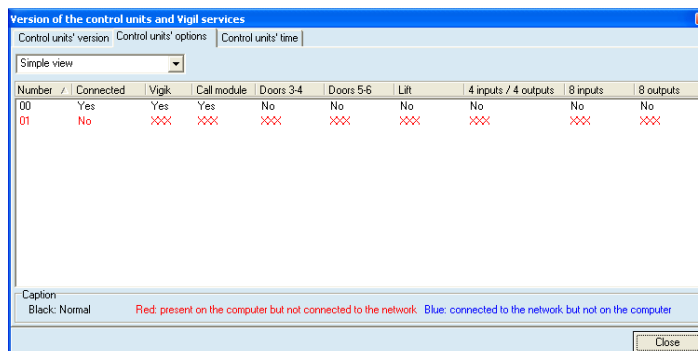 Version of the control units and Vigil services
Control units' version Control units' options Control units' time
Simple view
Number Connected Vigik Call module Doors 3-4 Doors 5-6 Lift 4 inputs / 4 outputs 8 inputs 8 outputs
00 Yes Yes Yes No No No No No No
01 No XXX XXX XXX XXX XXX XXX XXX XXX
Caption
Black: Normal Red: present on the computer but not connected to the network Blue: connected to the network but not on the computer
Close